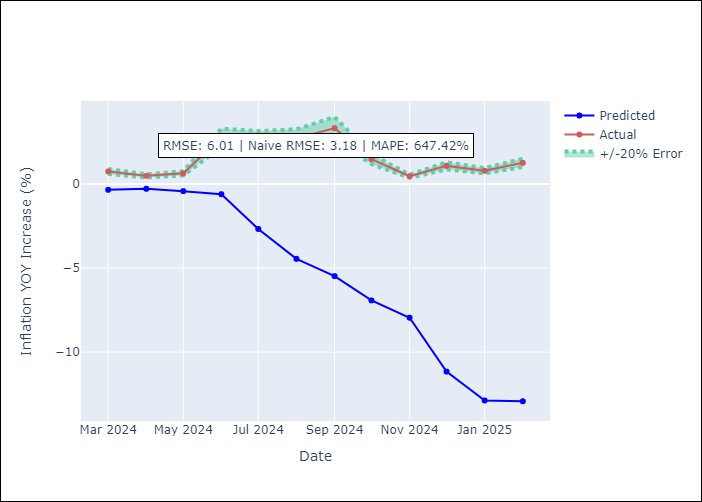 RMSE: 6.01 | Naive RMSE: 3.18 | MAPE: 647.42%
Predicted
Actual
+/-20% Error
Inflation YOY Increase (%)
0
−5
−10
Mar 2024
May 2024
Jul 2024
Sep 2024
Nov 2024
Jan 2025
Date